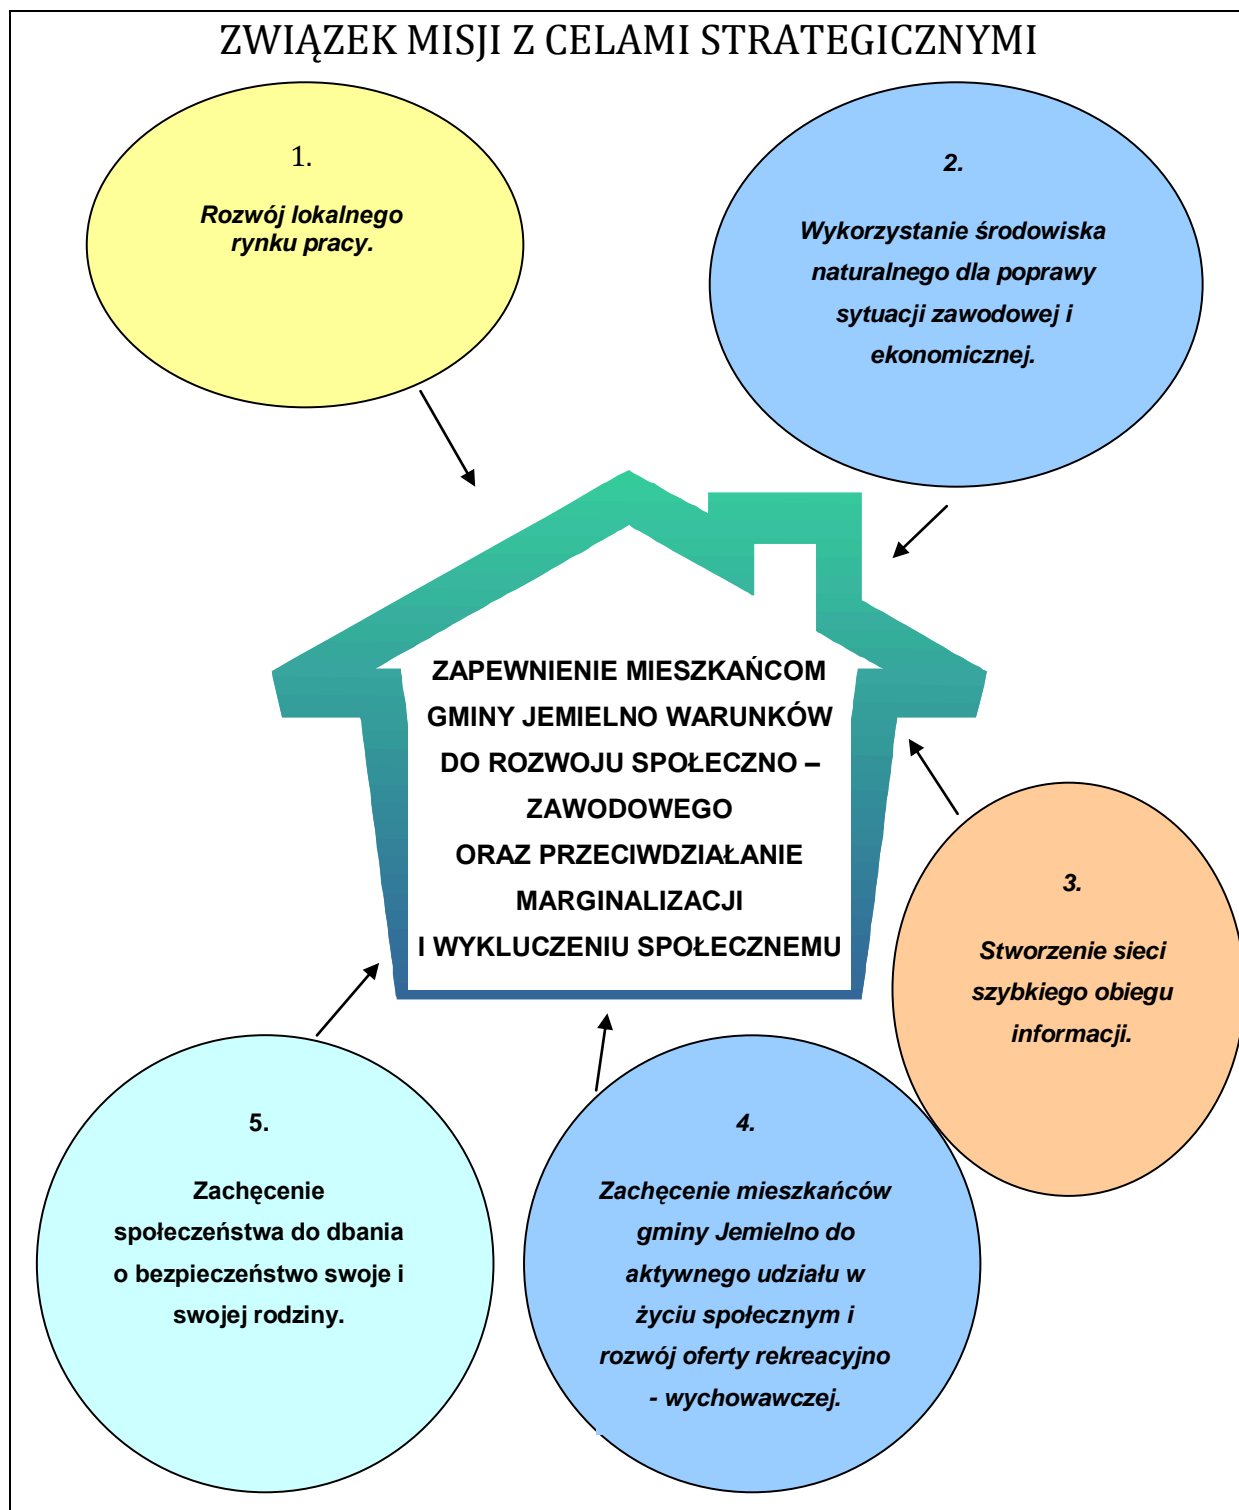 ZWIĄZEK MISJI Z CELAMI STRATEGICZNYMI
1.
Rozwój lokalnego
rynku pracy.
2.
Wykorzystanie środowiska
naturalnego dla poprawy
sytuacji zawodowej i
ekonomicznej.
ZAPEWNIENIE MIESZKAŃCOM
GMINY JEMIELNO WARUNKÓW
DO ROZWOJU SPOŁECZNO –
ZAWODOWEGO
ORAZ PRZECIWDZIAŁANIE
MARGINALIZACJI
I WYKLUCZENIU SPOŁECZNEMU
3.
Stworzenie sieci
szybkiego obiegu
informacji.
4.
Zachęcenie mieszkańców
gminy Jemielno do
aktywnego udziału w
życiu społecznym i
rozwój oferty rekreacyjno
- wychowawczej.
5.
Zachęcenie
społeczeństwa do dbania
o bezpieczeństwo swoje i
swojej rodziny.